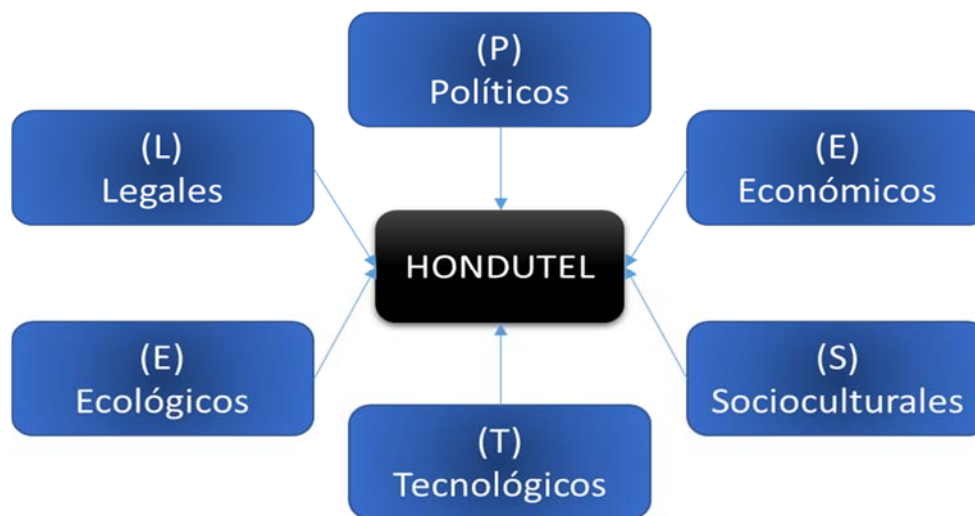 (P)
Políticos
(L)
Legales
(E)
Económicos
HONDUTEL
(E)
Ecológicos
(S)
Socioculturales
(T)
Tecnológicos